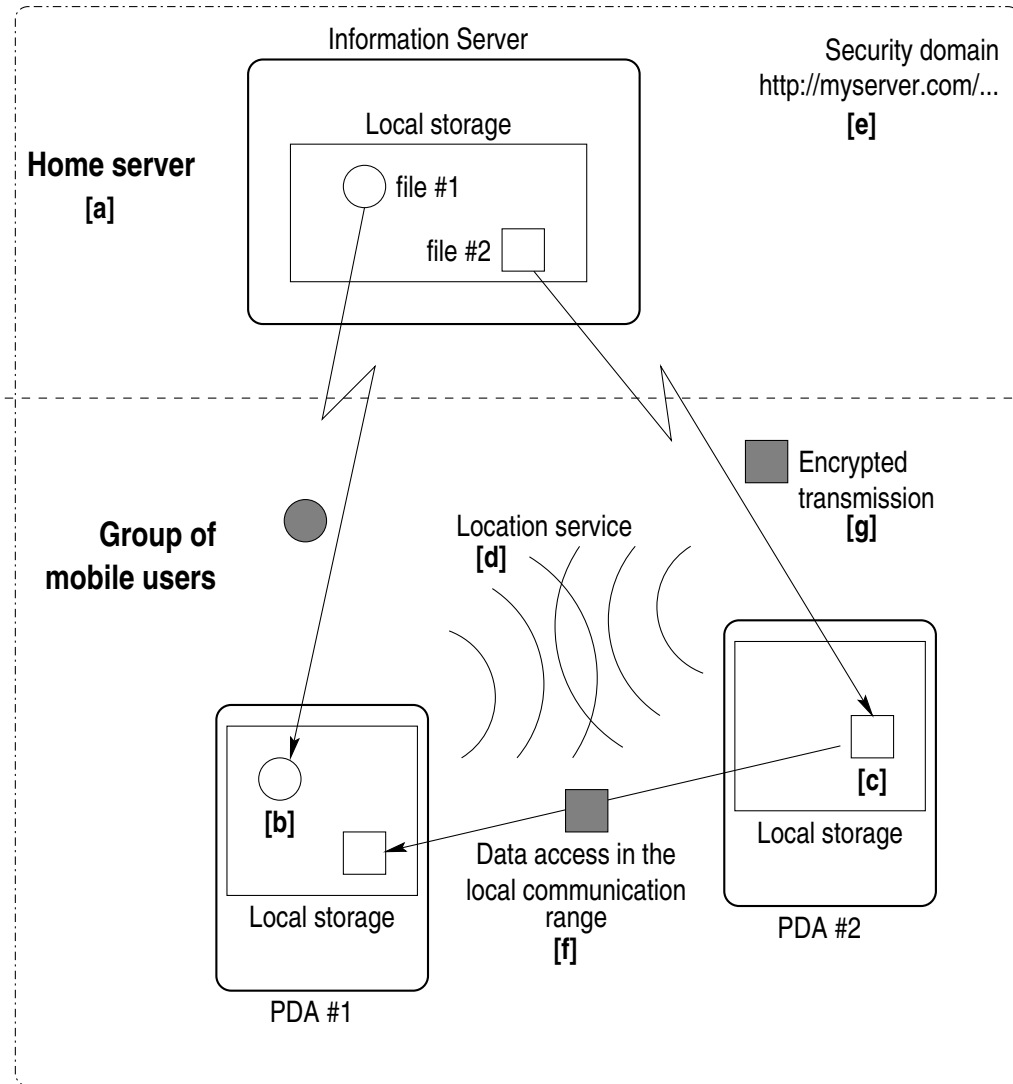 Information Server
Security domain
http://myserver.com/...
[e]
Local storage
Home server
[a]
file #1
file #2
Encrypted
transmission
[g]
Group of
mobile users
Location service
[d]
[b]
[c]
Local storage
Local storage
Data access in the
local communication
range
[f]
PDA #2
PDA #1